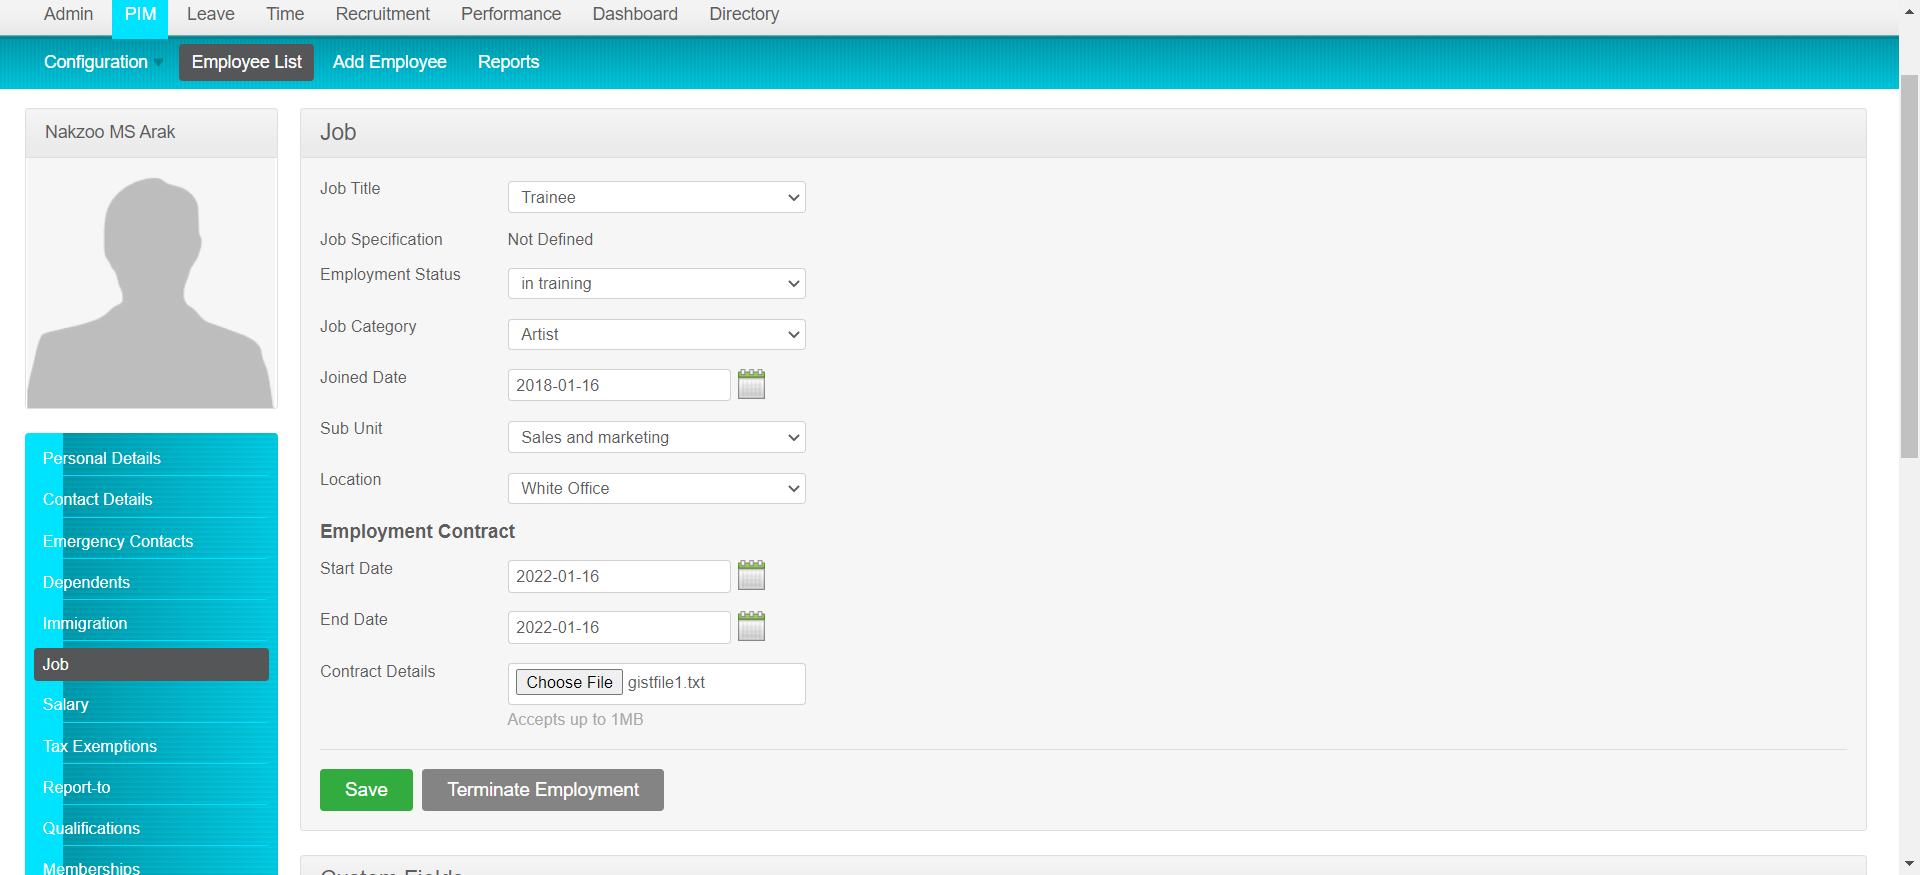 Admin PIM Leave Time Recruitment Performance Dashboard Directory
Configuration Employee List Add Employee Reports
Nakzoo MS Arak
Personal Details
Contact Details
Emergency Contacts
Dependents
Immigration
Job
Salary
Tax Exemptions
Report-to
Qualifications
Memberships
Job
Job Title Trainee
Job Specification Not Defined
Employment Status in training
Job Category Artist
Joined Date 2018-01-16
Sub Unit Sales and marketing
Location White Office
Employment Contract
Start Date 2022-01-16
End Date 2022-01-16
Contract Details Choose File gistfile1.txt
Accepts up to 1MB
Save Terminate Employment
Custom Fields